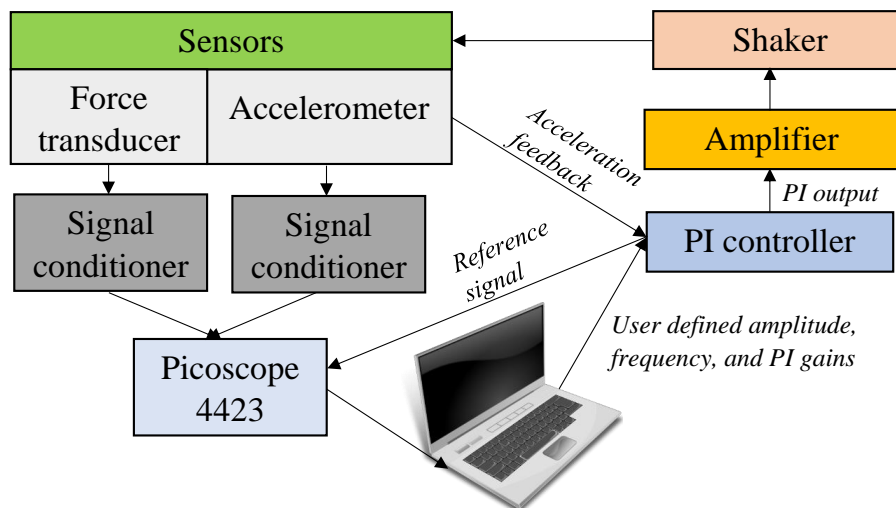 Sensors
Shaker
Force
transducer
Accelerometer
Amplifier
Acceleration
feedback
PI output
Signal
conditioner
Signal
conditioner
PI controller
Reference
signal
User defined amplitude,
frequency, and PI gains
Picoscope
4423